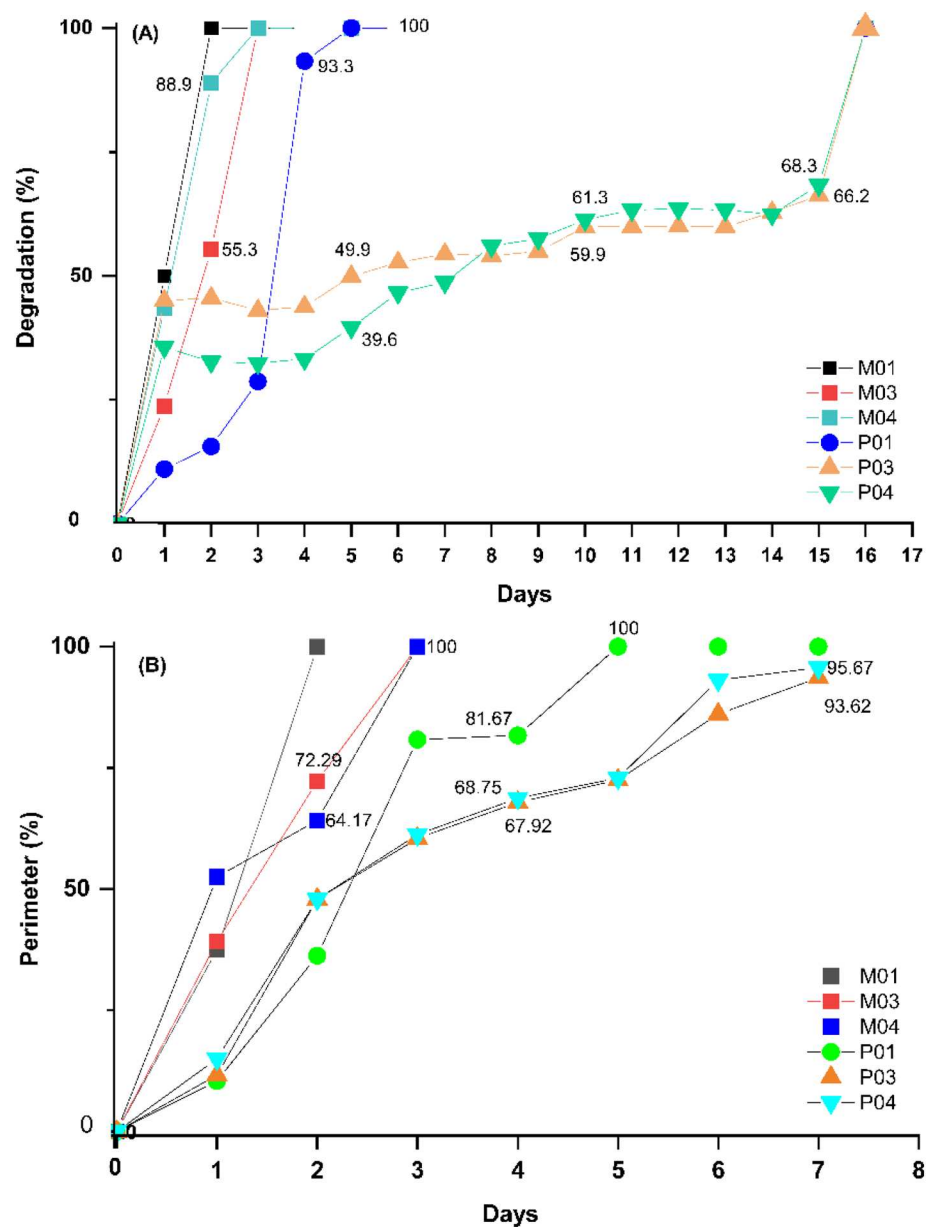 (A)
100
88.9
93.3
100
55.3
49.9
39.6
61.3
59.9
68.3
66.2
50
0
Degradation (%)
M01
M03
M04
P01
P03
P04
0 1 2 3 4 5 6 7 8 9 10 11 12 13 14 15 16 17
Days
(B)
100
100
100
81.67
95.67
93.62
72.29
64.17
68.75
67.92
50
0
Perimeter (%)
M01
M03
M04
P01
P03
P04
0 1 2 3 4 5 6 7 8
Days